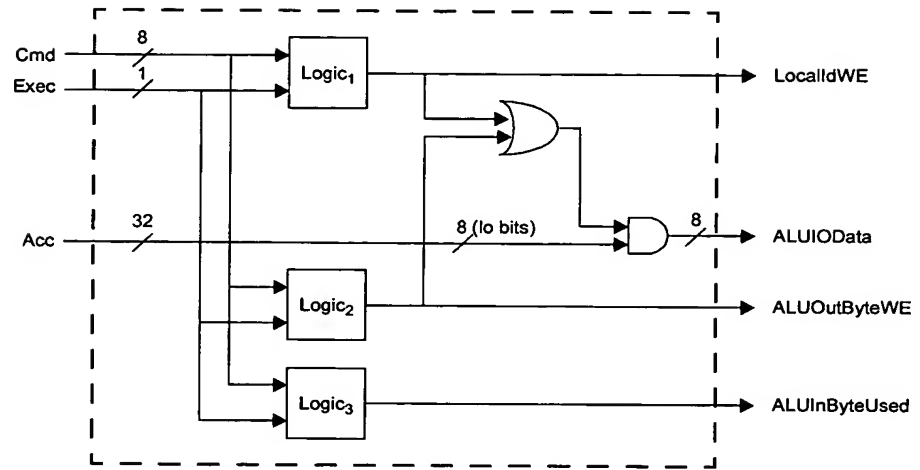 Cmd 8 Logic1 LocalIdWE
Exec 1
Acc 32 8 (lo bits) 8 ALUIOData
Logic2 ALUOutByteWE
Logic3 ALUInByteUsed